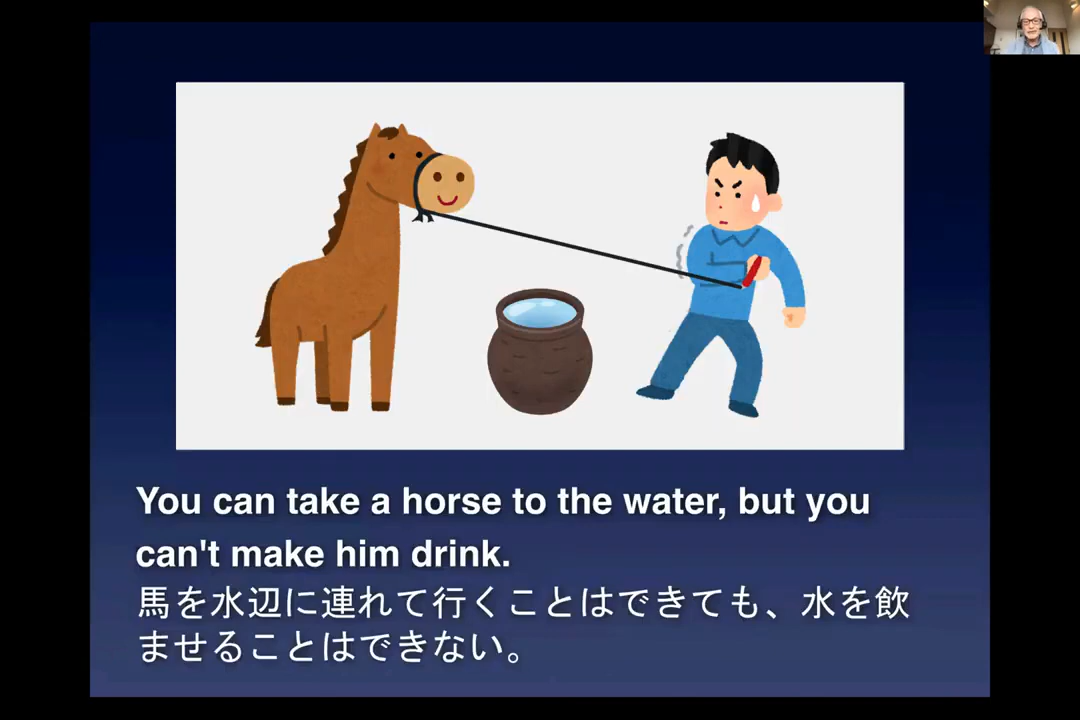 You can take a horse to the water, but you
can't make him drink.
馬を水辺に連れて行くことはできても、水を飲
ませることはできない。